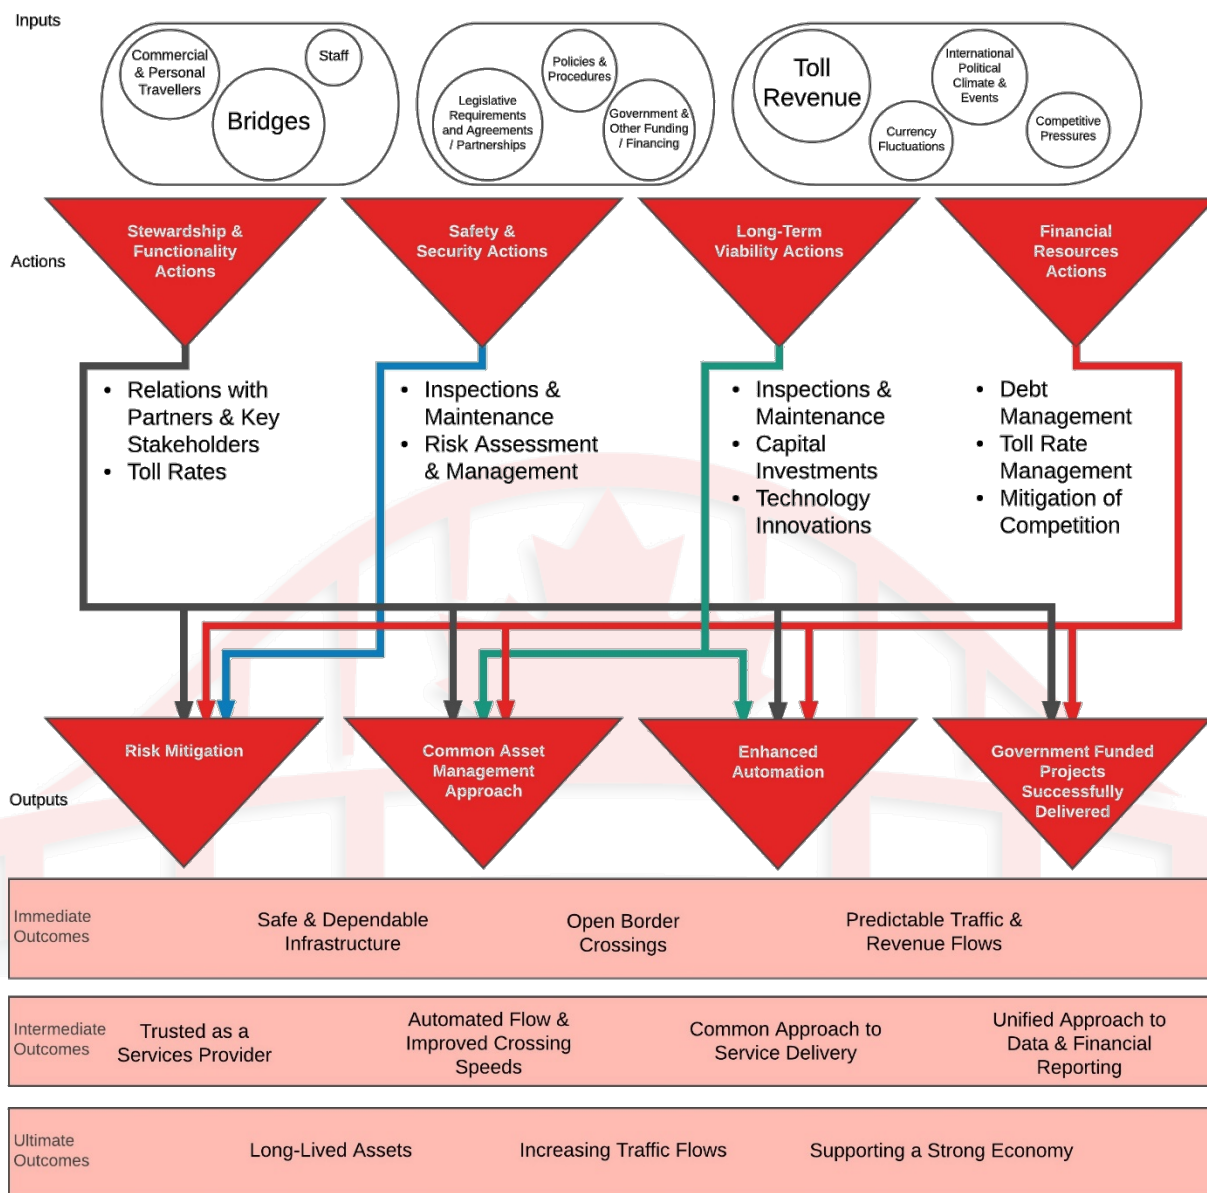 Inputs
Commercial
& Personal
Travellers
Staff
Bridges
Policies &
Procedures
Legislative
Requirements
and Agreements
/ Partnerships
Government &
Other Funding
/ Financing
Toll
Revenue
International
Political
Climate &
Events
Currency
Fluctuations
Competitive
Pressures
Actions
Stewardship &
Functionality
Actions
Safety &
Security Actions
Long-Term
Viability Actions
Financial
Resources
Actions
• Relations with
Partners & Key
Stakeholders
• Toll Rates
• Inspections &
Maintenance
• Risk Assessment
& Management
• Inspections &
Maintenance
• Capital
Investments
• Technology
Innovations
• Debt
Management
• Toll Rate
Management
• Mitigation of
Competition
Outputs
Risk Mitigation
Common Asset
Management
Approach
Enhanced
Automation
Government Funded
Projects
Successfully
Delivered
Immediate
Outcomes
Safe & Dependable
Infrastructure
Open Border
Crossings
Predictable Traffic &
Revenue Flows
Intermediate
Outcomes
Trusted as a
Services Provider
Automated Flow &
Improved Crossing
Speeds
Common Approach to
Service Delivery
Unified Approach to
Data & Financial
Reporting
Ultimate
Outcomes
Long-Lived Assets
Increasing Traffic Flows
Supporting a Strong Economy